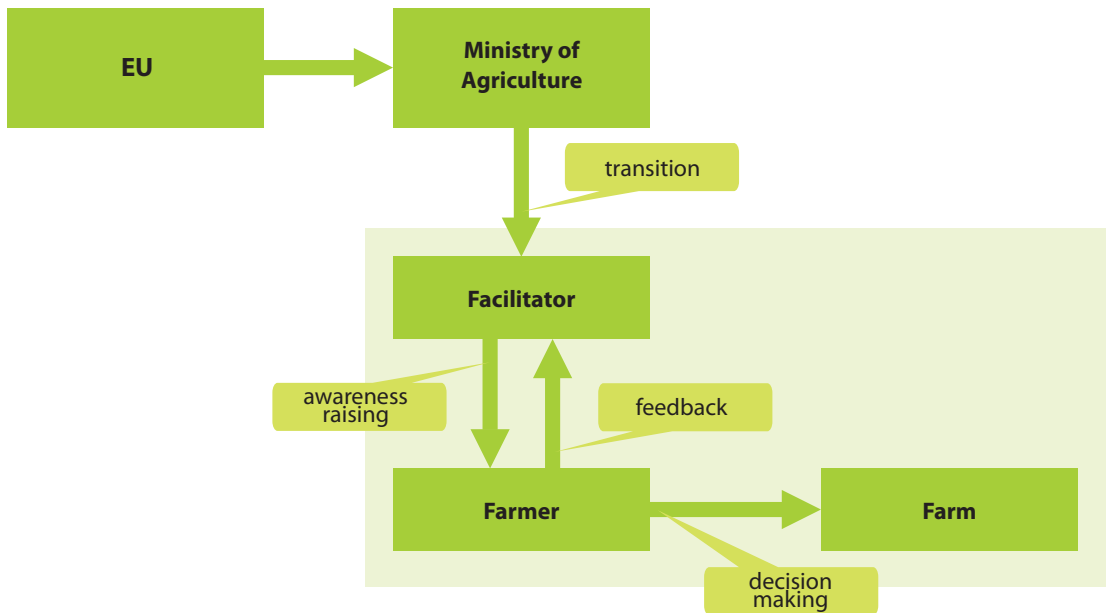 EU
Ministry of
Agriculture
transition
Facilitator
awareness
raising
feedback
Farmer
Farm
decision
making